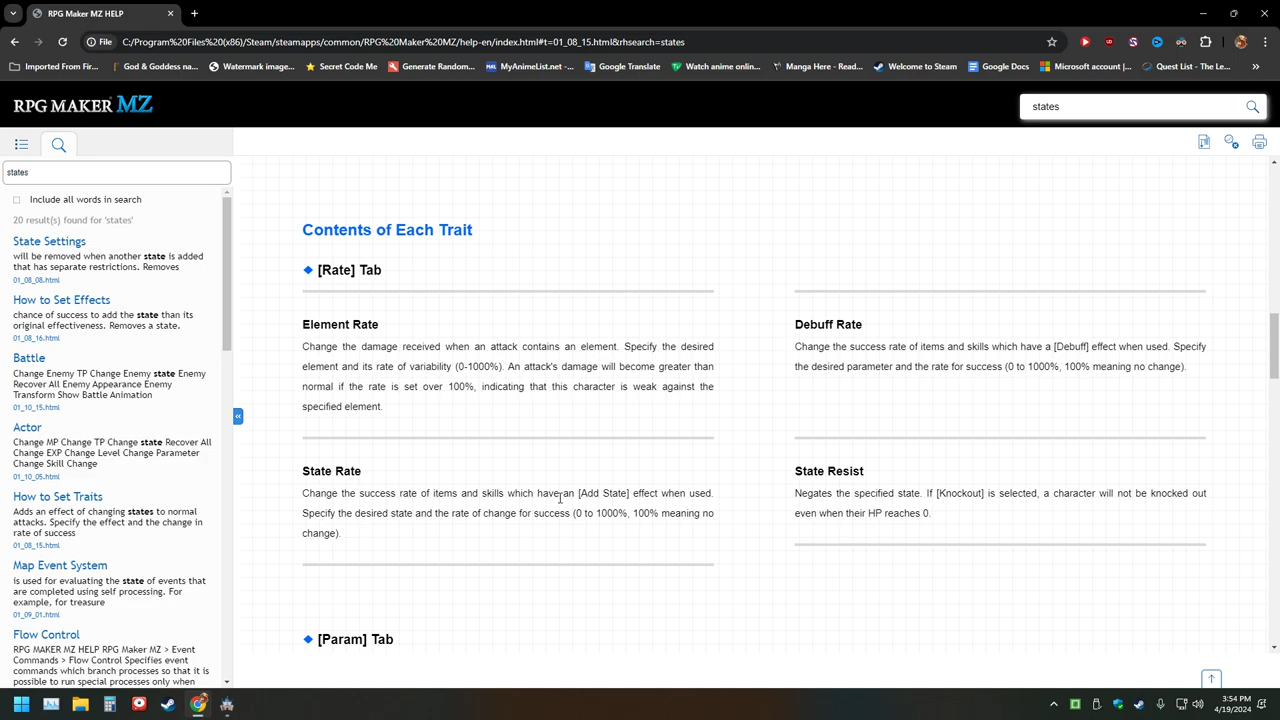 RPG Maker MZ HELP
File
C:/Program%20Files%20(x86)/Steam/steamapps/common/RPG%20Maker%20MZ/help-en/index.html#t=01_08_15.html&rhsearch=states
Imported From Fir...
God & Goddess na...
Watermark image...
Secret Code Me
Generate Random...
MyAnimeList.net -...
Google Translate
Watch anime onlin...
Manga Here - Read...
Welcome to Steam
Google Docs
Microsoft account |...
Quest List - The Le...
»
RPG MAKER MZ
states
states
Include all words in search
20 result(s) found for 'states'
State Settings
will be removed when another state is added
that has separate restrictions. Removes
01_08_08.html
How to Set Effects
chance of success to add the state than its
original effectiveness. Removes a state.
01_08_16.html
Battle
Change Enemy TP Change Enemy state Enemy
Recover All Enemy Appearance Enemy
Transform Show Battle Animation
01_10_15.html
Actor
Change MP Change TP Change state Recover All
Change EXP Change Level Change Parameter
Change Skill Change
01_10_05.html
How to Set Traits
Adds an effect of changing states to normal
attacks. Specify the effect and the change in
rate of success
01_08_15.html
Map Event System
is used for evaluating the state of events that
are completed using self processing. For
example, for treasure
01_09_01.html
Flow Control
RPG MAKER MZ HELP RPG Maker MZ > Event
Commands > Flow Control Specifies event
commands which branch processes so that it is
possible to run special processes only when
«
Contents of Each Trait
[Rate] Tab
Element Rate
Change the damage received when an attack contains an element. Specify the desired
element and its rate of variability (0-1000%). An attack's damage will become greater than
normal if the rate is set over 100%, indicating that this character is weak against the
specified element.
Debuff Rate
Change the success rate of items and skills which have a [Debuff] effect when used. Specify
the desired parameter and the rate for success (0 to 1000%, 100% meaning no change).
State Rate
Change the success rate of items and skills which have an [Add State] effect when used.
Specify the desired state and the rate of change for success (0 to 1000%, 100% meaning no
change).
State Resist
Negates the specified state. If [Knockout] is selected, a character will not be knocked out
even when their HP reaches 0.
[Param] Tab
3:54 PM
4/19/2024